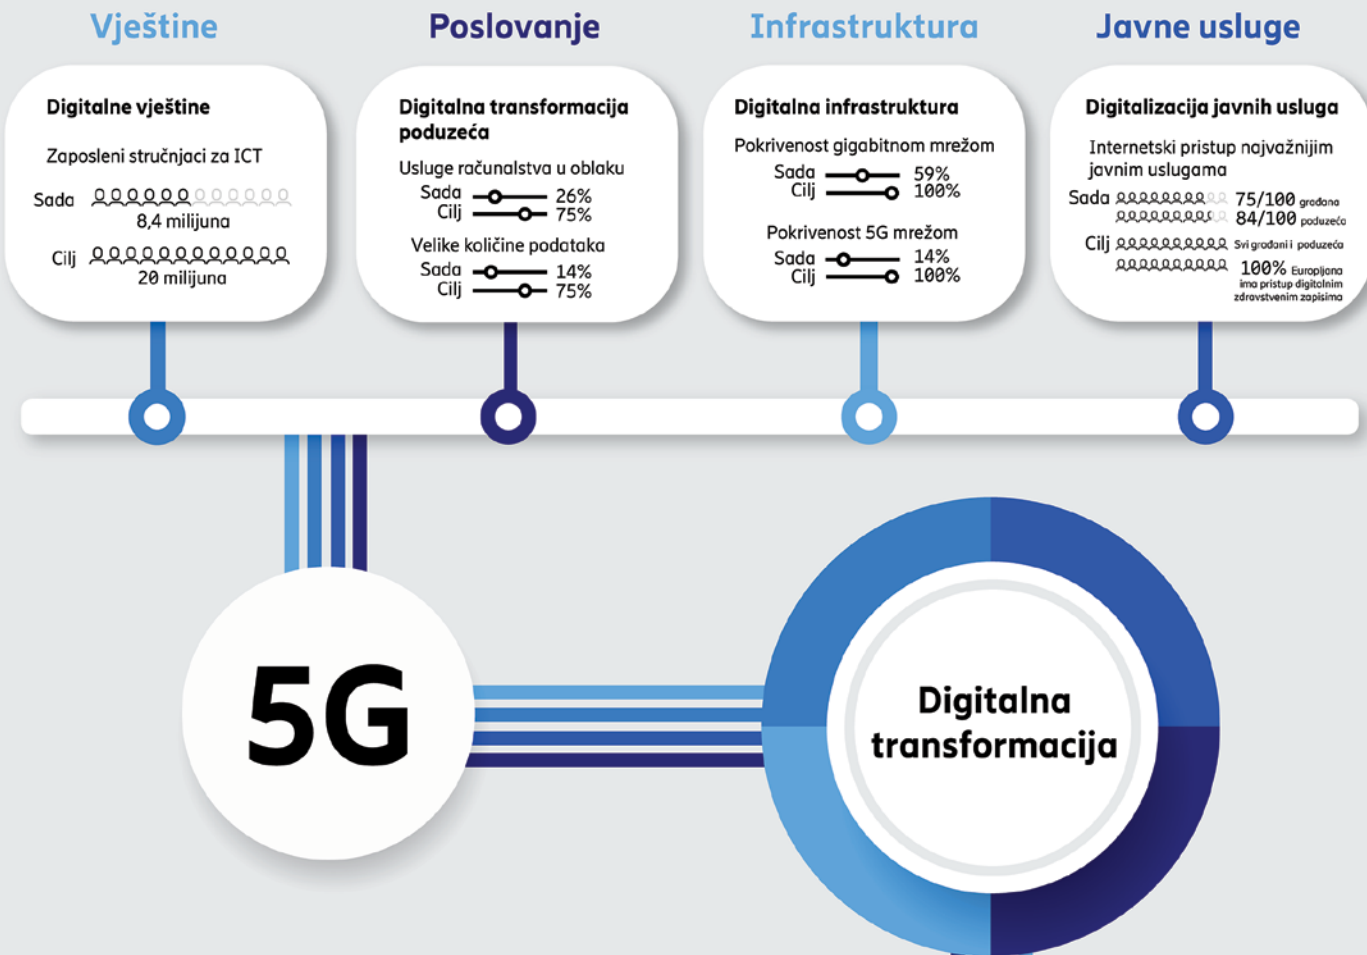 Vještine
Digitalne vještine
Zaposleni stručnjaci za ICT
Sada
8,4 milijuna
Cilj
20 milijuna
Poslovanje
Digitalna transformacija
poduzeća
Usluge računalstva u oblaku
Sada 26%
Cilj 75%
Velike količine podataka
Sada 14%
Cilj 75%
Infrastruktura
Digitalna infrastruktura
Pokrivenost gigabitnom mrežom
Sada 59%
Cilj 100%
Pokrivenost 5G mrežom
Sada 14%
Cilj 100%
Javne usluge
Digitalizacija javnih usluga
Internetski pristup najvažnijim
javnim uslugama
Sada 75/100 građana
84/100 poduzeća
Cilj Svi građani i poduzeća
100% Europljana
ima pristup digitalnim
zdravstvenim zapisima
5G
Digitalna
transformacija